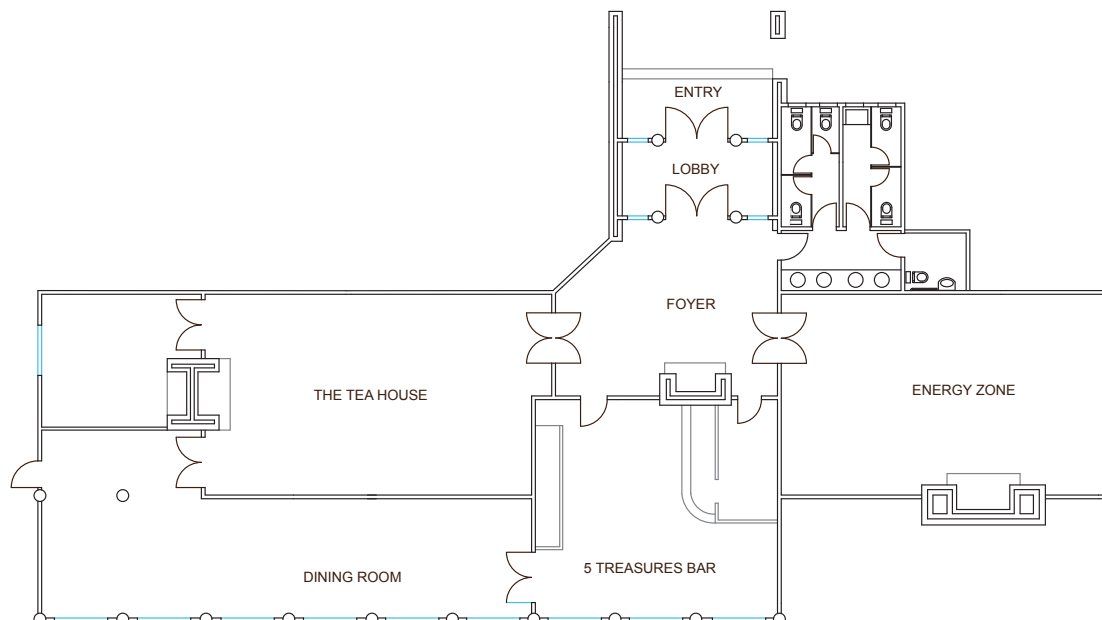 ENTRY
LOBBY
FOYER
THE TEA HOUSE
ENERGY ZONE
5 TREASURES BAR
DINING ROOM